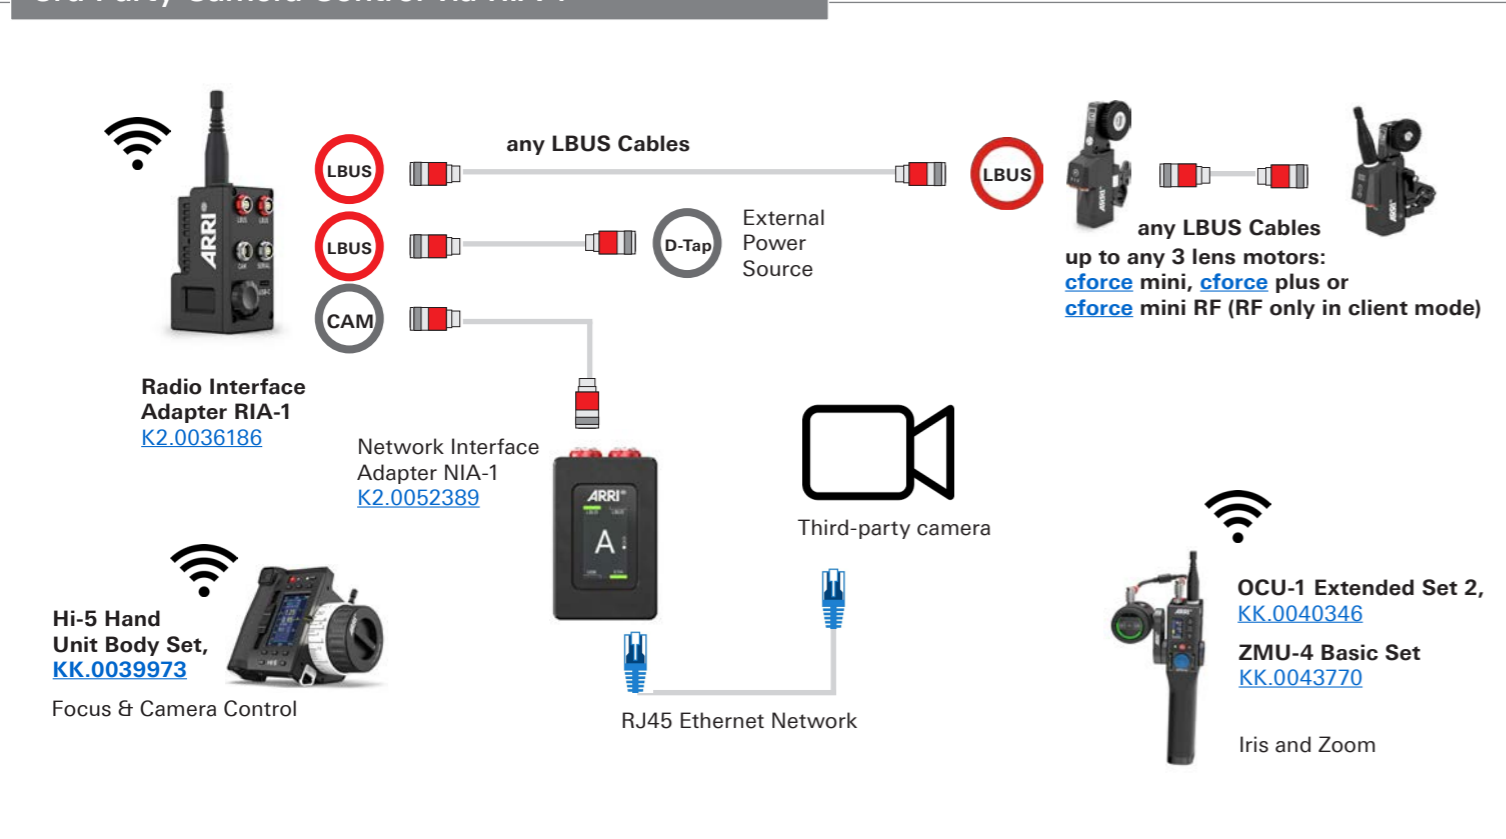 LBUS
any LBUS Cables
LBUS
ARRI®
LBUS
LBUS
CAM
SERIAL
LBUS
D-Tap
External
Power
Source
CAM
any LBUS Cables
up to any 3 lens motors:
cforce mini, cforce plus or
cforce mini RF (RF only in client mode)
Radio Interface
Adapter RIA-1
K2.0036186
Network Interface
Adapter NIA-1
K2.0052389
ARRI®
A
Third-party camera
Hi-5 Hand
Unit Body Set,
KK.0039973
Focus & Camera Control
RJ45 Ethernet Network
OCU-1 Extended Set 2,
KK.0040346
ZMU-4 Basic Set
KK.0043770
Iris and Zoom